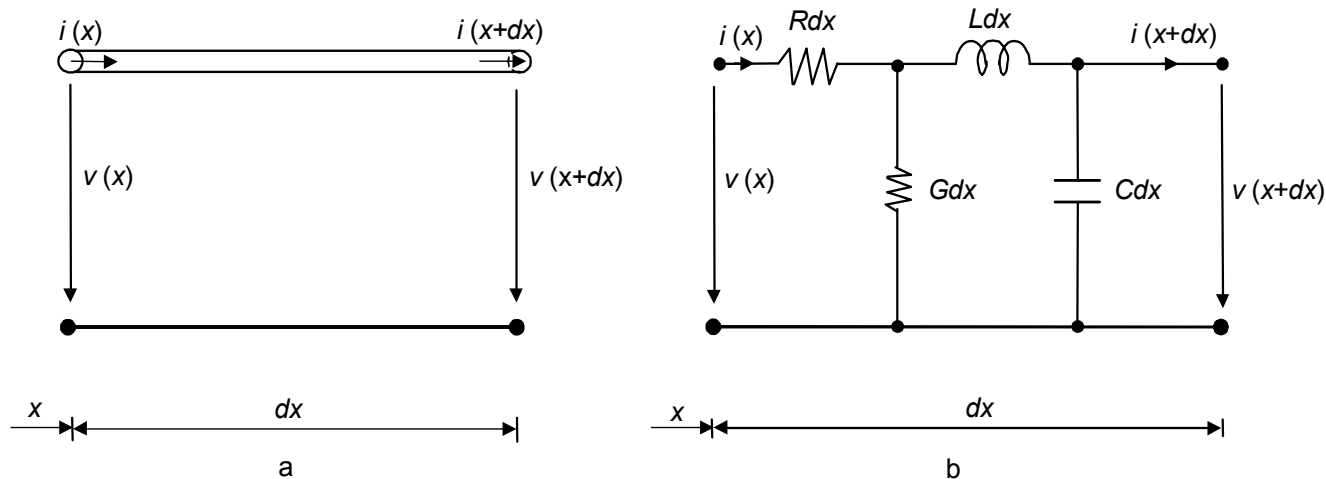 i (x)
i (x+dx)
v (x)
v (x+dx)
x
dx
a
i (x)
Rdx
Ldx
i (x+dx)
v (x)
Gdx
Cdx
v (x+dx)
x
dx
b